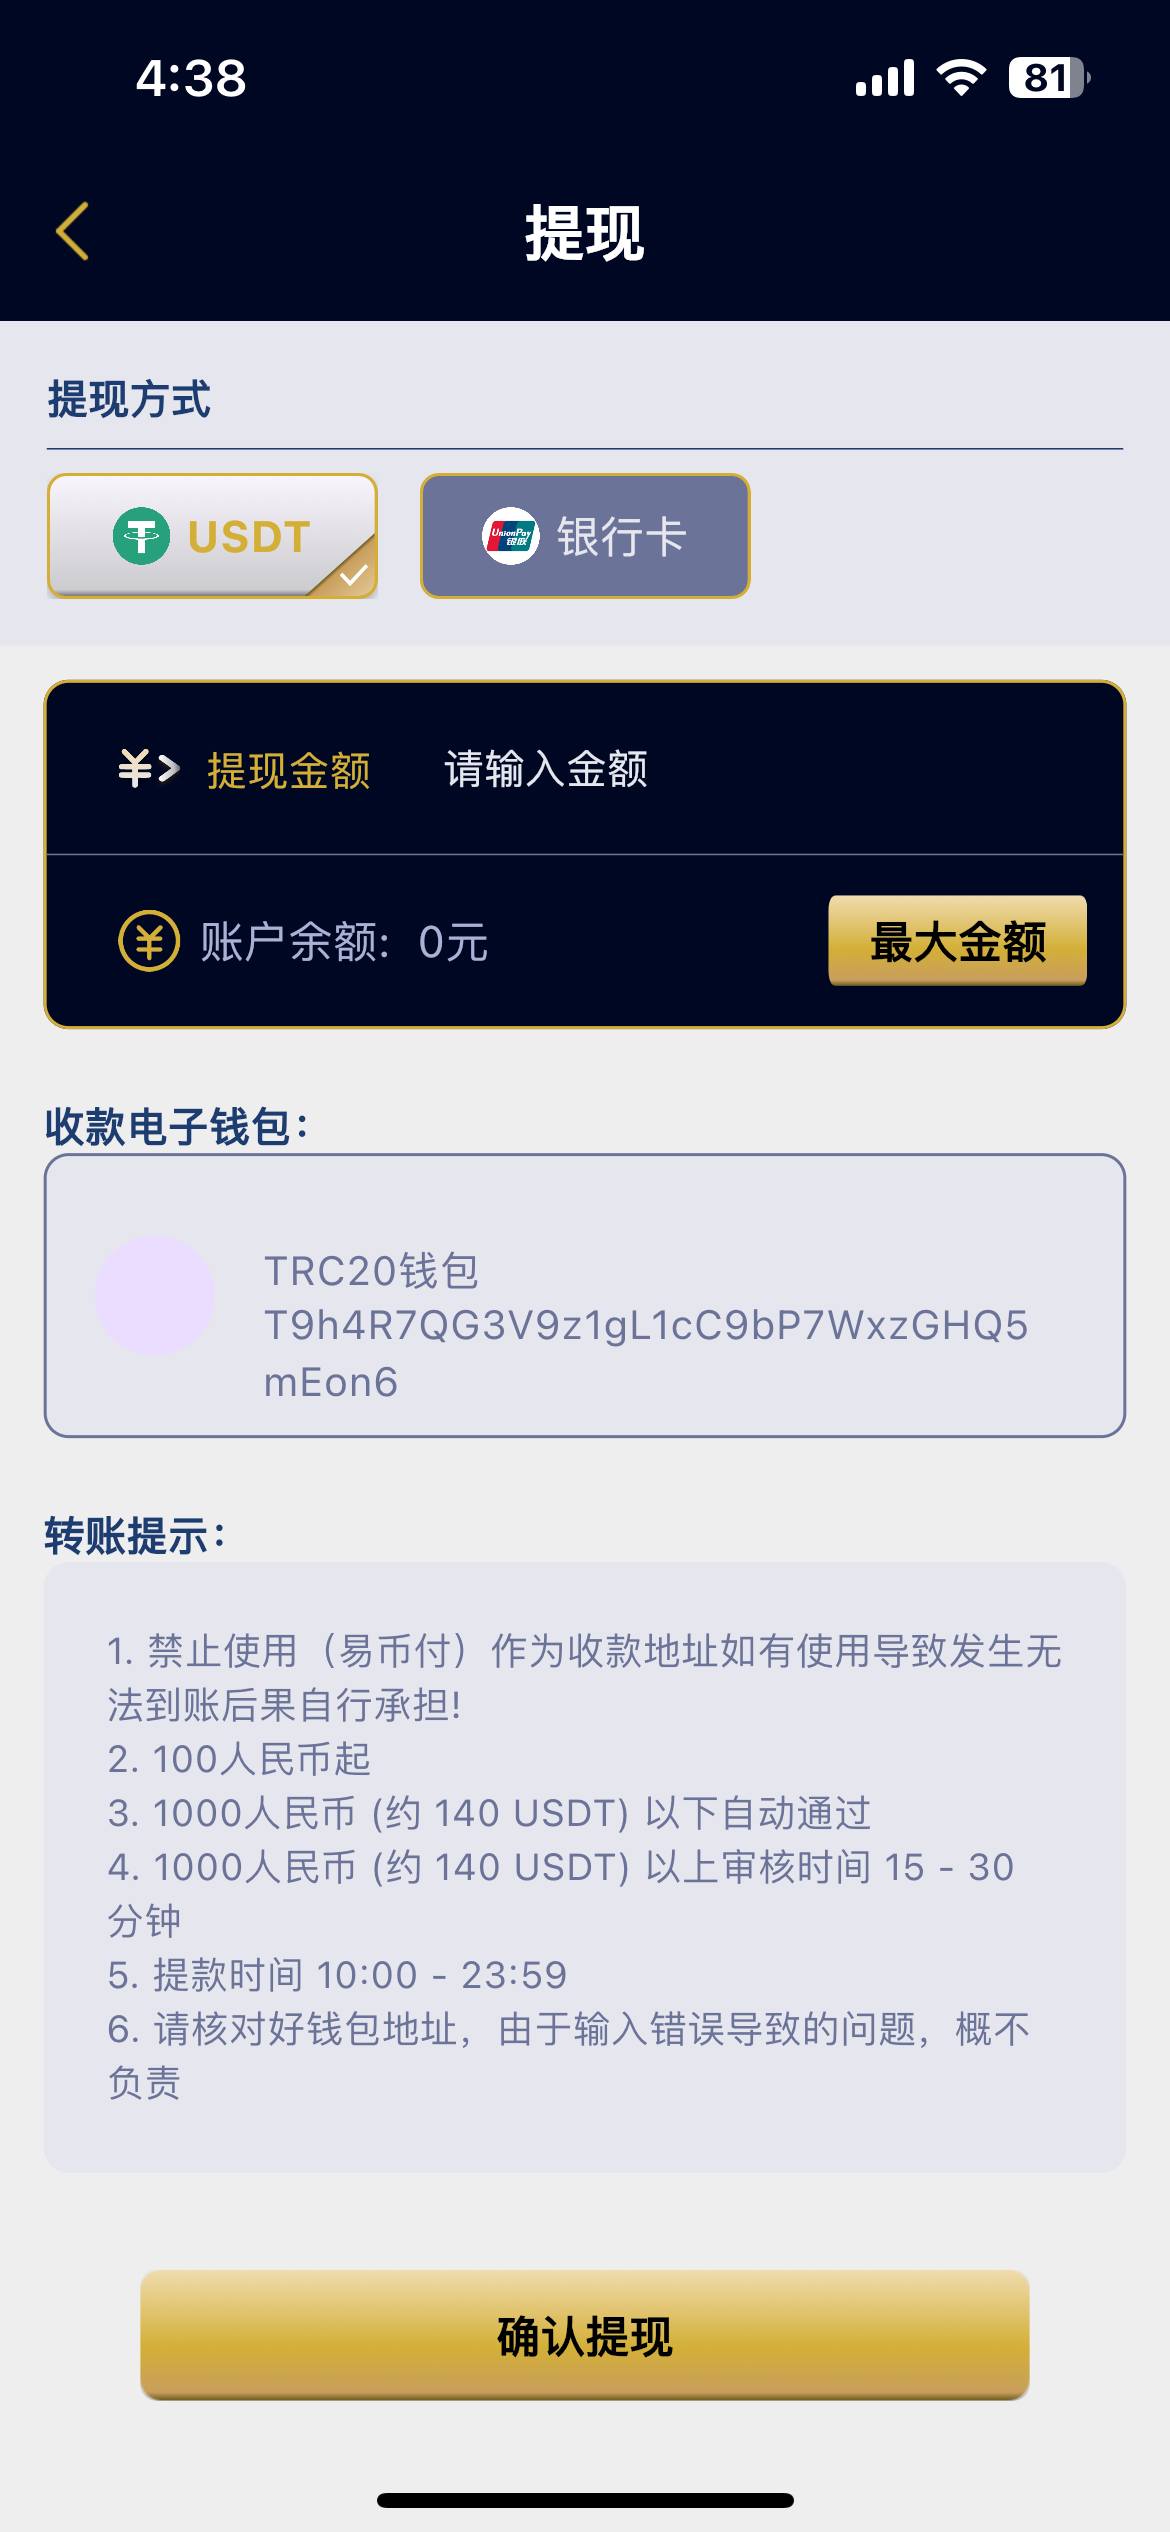 4:38
81
提现
提现方式
USDT
UnionPay
银联
银行卡
¥> 提现金额 请输入金额
¥ 账户余额: 0元
最大金额
收款电子钱包:
TRC20钱包
T9h4R7QG3V9z1gL1cC9bP7WxzGHQ5
mEon6
转账提示:
1. 禁止使用（易币付）作为收款地址如有使用导致发生无
法到账后果自行承担!
2. 100人民币起
3. 1000人民币 (约 140 USDT) 以下自动通过
4. 1000人民币 (约 140 USDT) 以上审核时间 15 - 30
分钟
5. 提款时间 10:00 - 23:59
6. 请核对好钱包地址，由于输入错误导致的问题，概不
负责
确认提现